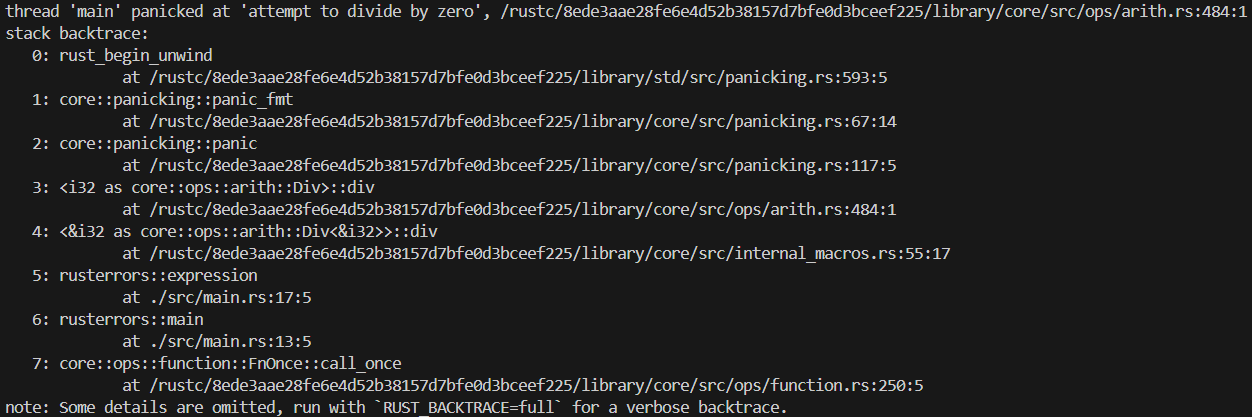 thread 'main' panicked at 'attempt to divide by zero', /rustc/8ede3aae28fe6e4d52b38157d7bfe0d3bceef225/library/core/src/ops/arith.rs:484:1
stack backtrace:
   0: rust_begin_unwind
             at /rustc/8ede3aae28fe6e4d52b38157d7bfe0d3bceef225/library/std/src/panicking.rs:593:5
   1: core::panicking::panic_fmt
             at /rustc/8ede3aae28fe6e4d52b38157d7bfe0d3bceef225/library/core/src/panicking.rs:67:14
   2: core::panicking::panic
             at /rustc/8ede3aae28fe6e4d52b38157d7bfe0d3bceef225/library/core/src/panicking.rs:117:5
   3: <i32 as core::ops::arith::Div>::div
             at /rustc/8ede3aae28fe6e4d52b38157d7bfe0d3bceef225/library/core/src/ops/arith.rs:484:1
   4: <&i32 as core::ops::arith::Div<&i32>>::div
             at /rustc/8ede3aae28fe6e4d52b38157d7bfe0d3bceef225/library/core/src/internal_macros.rs:55:17
   5: rusterrors::expression
             at ./src/main.rs:17:5
   6: rusterrors::main
             at ./src/main.rs:13:5
   7: core::ops::function::FnOnce::call_once
             at /rustc/8ede3aae28fe6e4d52b38157d7bfe0d3bceef225/library/core/src/ops/function.rs:250:5
note: Some details are omitted, run with `RUST_BACKTRACE=full` for a verbose backtrace.